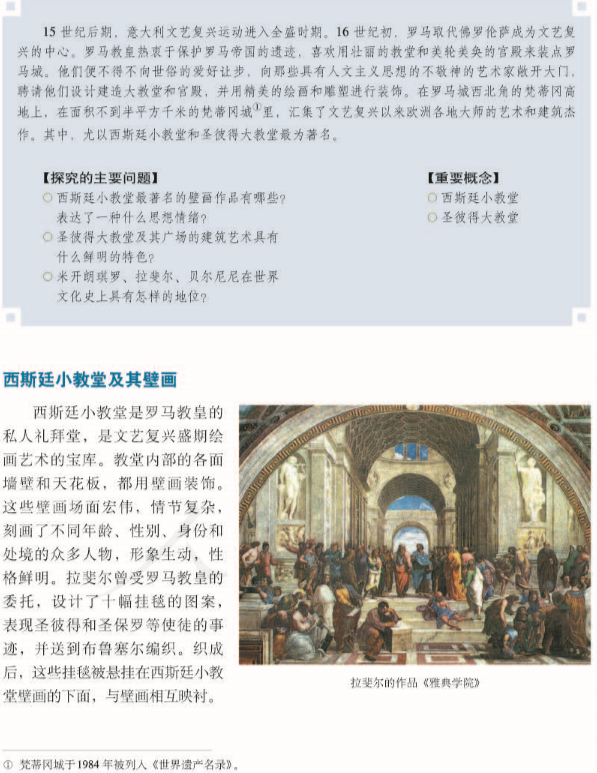 15 世纪后期，意大利文艺复兴运动进入全盛时期。16 世纪初，罗马取代佛罗伦萨成为文艺复
兴的中心。罗马教皇热衷于保护罗马帝国的遗迹，喜欢用壮丽的教堂和美轮美奂的宫殿来装点罗
马城。他们便不得不向世俗的爱好让步，向那些具有人文主义思想的不敬神的艺术家敞开大门，
聘请他们设计建造大教堂和宫殿，并用精美的绘画和雕塑进行装饰。在罗马城西北角的梵蒂冈高
地上，在面积不到半平方千米的梵蒂冈城①里，汇集了文艺复兴以来欧洲各地大师的艺术和建筑杰
作。其中，尤以西斯廷小教堂和圣彼得大教堂最为著名。
【探究的主要问题】
○ 西斯廷小教堂最著名的壁画作品有哪些？
表达了一种什么思想情绪？
○ 圣彼得大教堂及其广场的建筑艺术具有
什么鲜明的特色？
○ 米开朗琪罗、拉斐尔、贝尔尼尼在世界
文化史上具有怎样的地位？
【重要概念】
○ 西斯廷小教堂
○ 圣彼得大教堂
西斯廷小教堂及其壁画
西斯廷小教堂是罗马教皇的
私人礼拜堂，是文艺复兴盛期绘
画艺术的宝库。教堂内部的各面
墙壁和天花板，都用壁画装饰。
这些壁画场面宏伟，情节复杂，
刻画了不同年龄、性别、身份和
处境的众多人物，形象生动，性
格鲜明。拉斐尔曾受罗马教皇的
委托，设计了十幅挂毯的图案，
表现圣彼得和圣保罗等使徒的事
迹，并送到布鲁塞尔编织。织成
后，这些挂毯被悬挂在西斯廷小教
堂壁画的下面，与壁画相互映衬。
拉斐尔的作品《雅典学院》
① 梵蒂冈城于 1984 年被列入《世界遗产名录》。